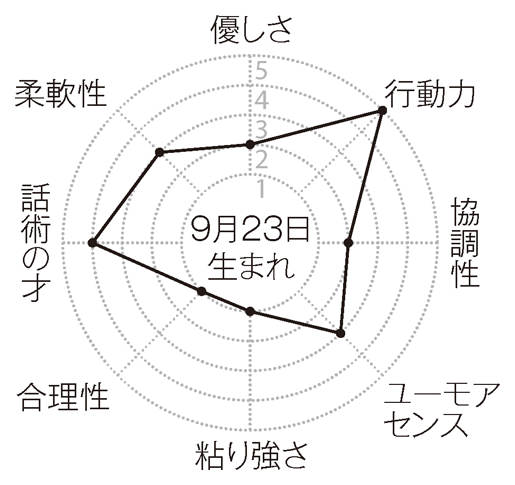 優しさ
5
4
3
2
1
行動力
柔軟性
話術の才
9月23日
生まれ
協調性
合理性
ユーモア
センス
粘り強さ